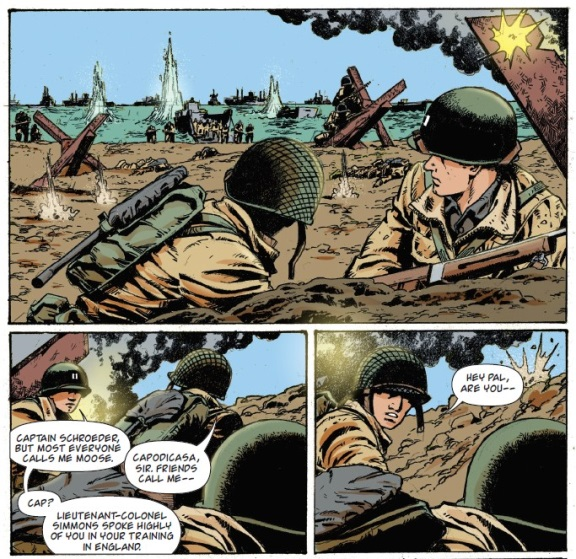 CAPTAIN SCHROEDER,
BUT MOST EVERYONE
CALLS ME MOOSE.
CAPODICASA,
SIR. FRIENDS
CALL ME--
CAP?
LIEUTENANT-COLONEL
SIMMONS SPOKE HIGHLY
OF YOU IN YOUR TRAINING
IN ENGLAND.
HEY PAL,
ARE YOU--